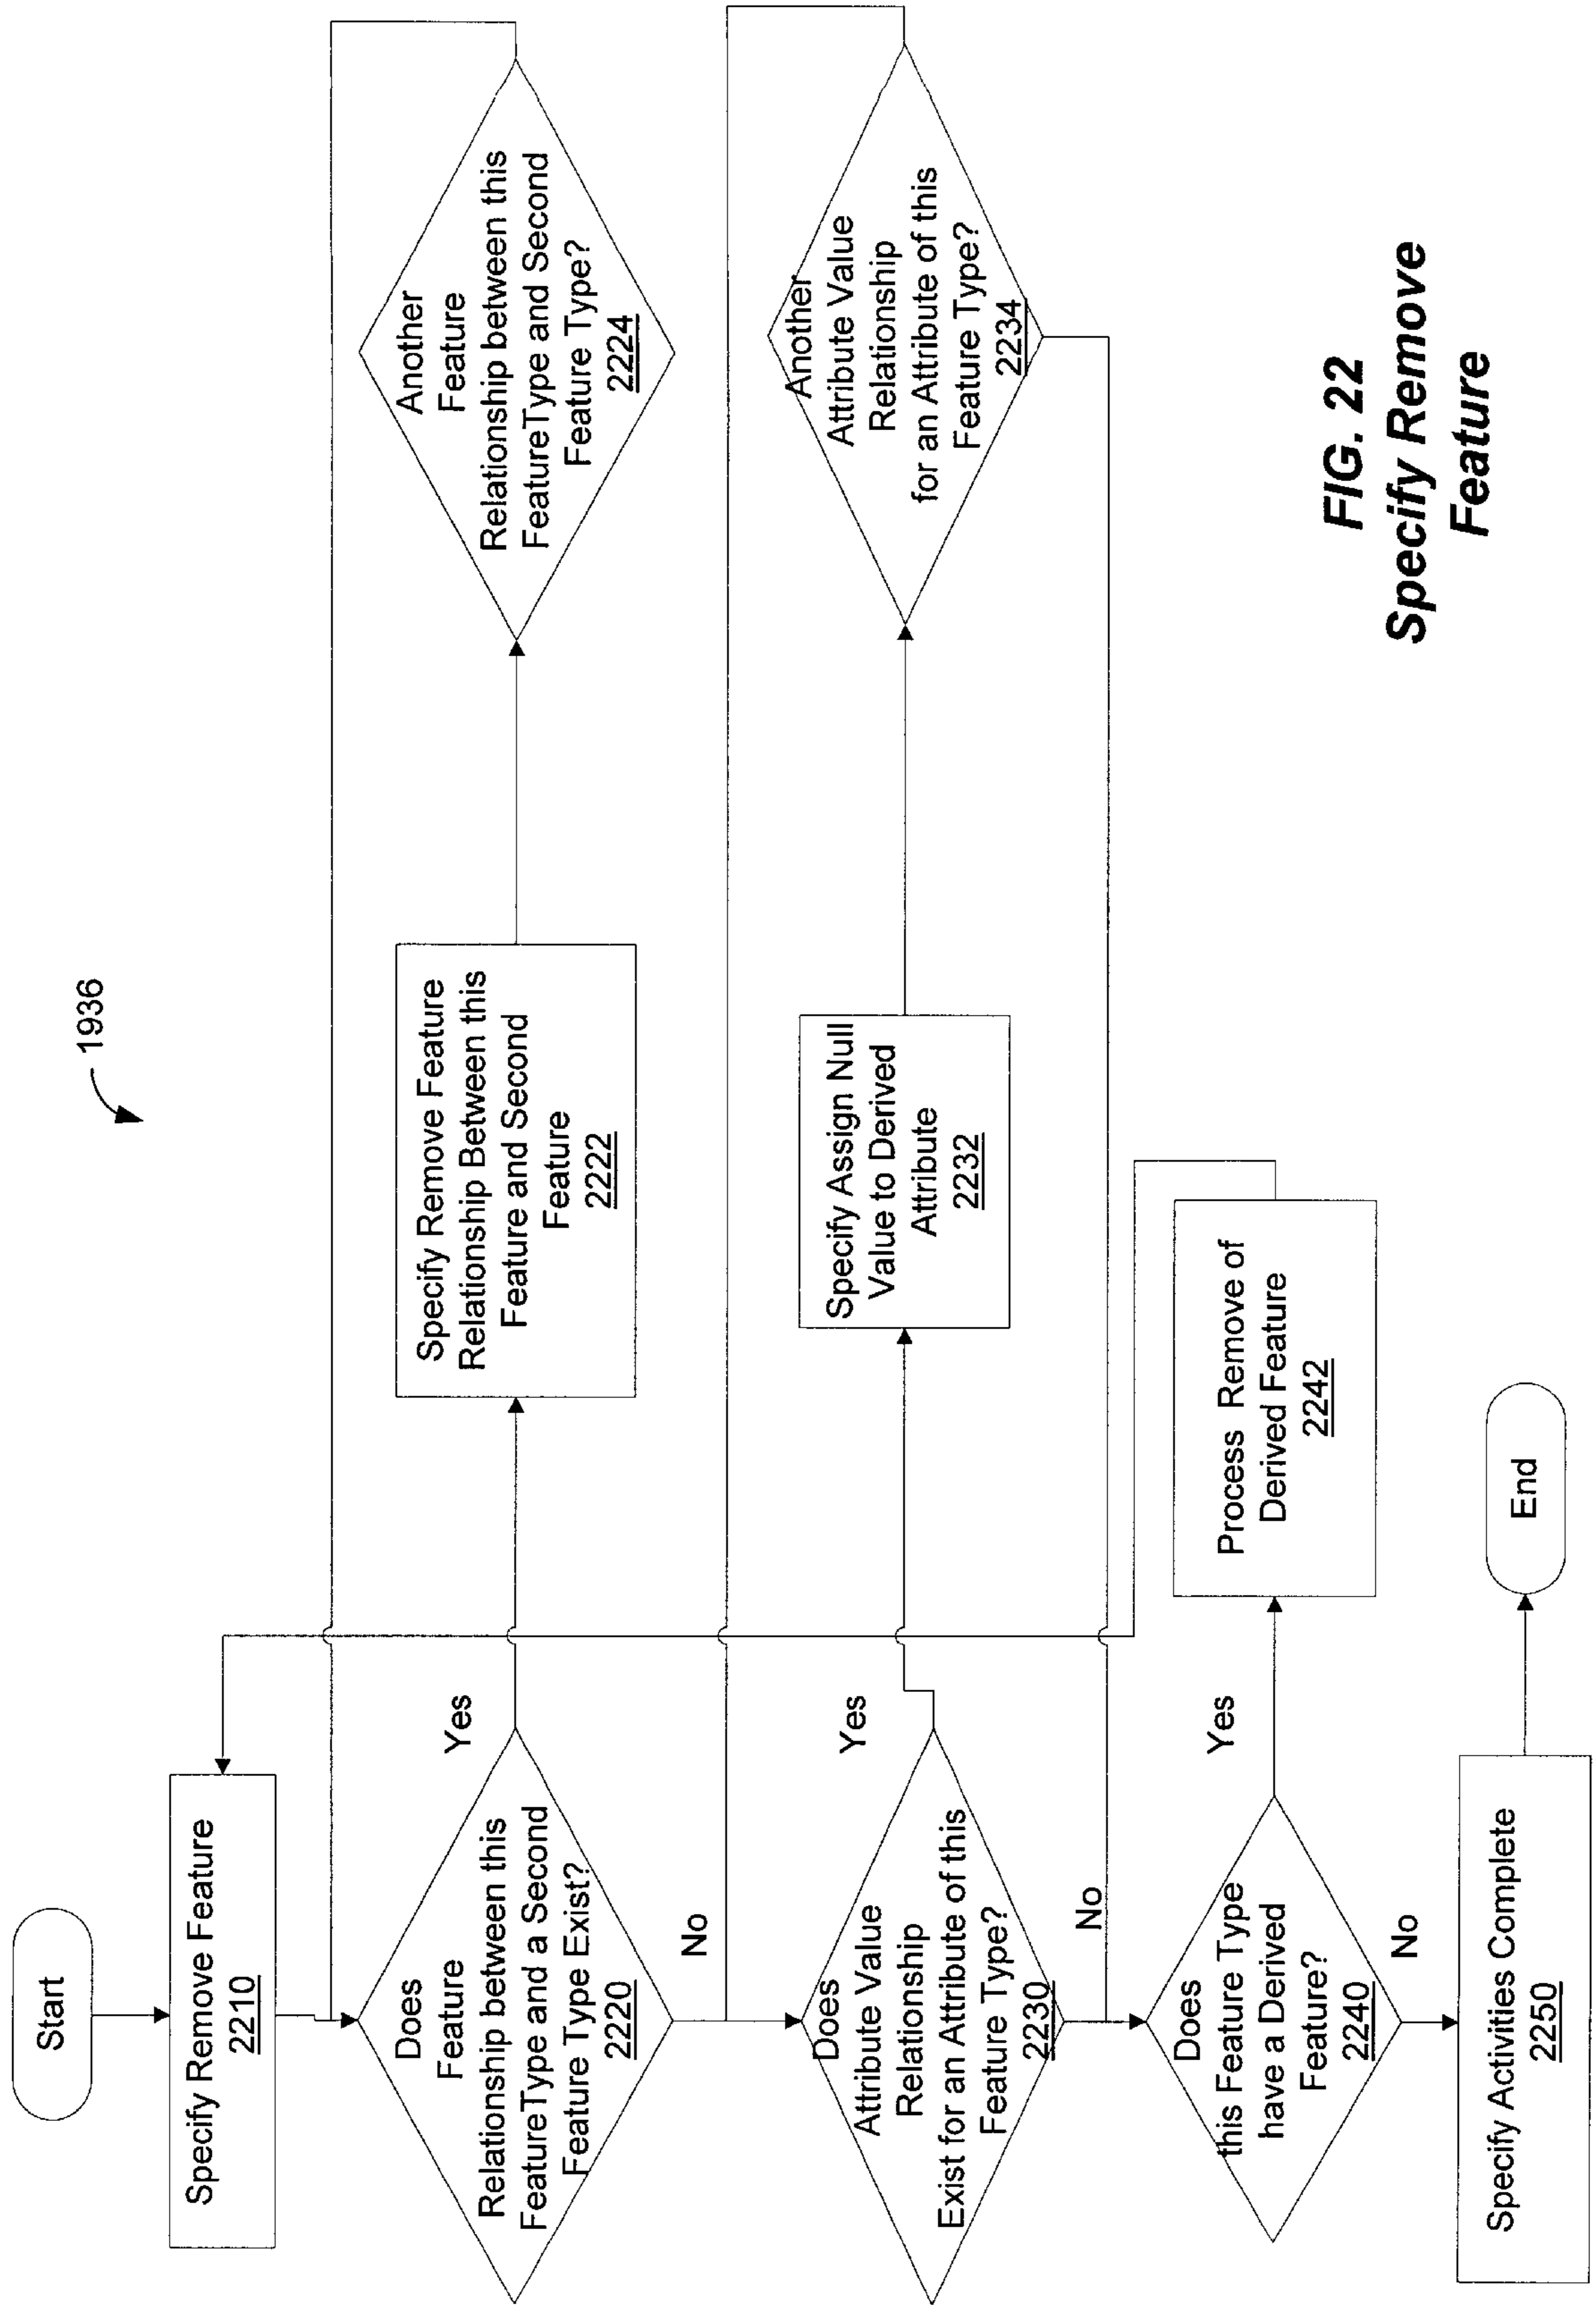 1936
Start
Specify Remove Feature
2210
Does
Feature
Relationship between this
FeatureType and a Second
Feature Type Exist?
2220
Yes
No
Specify Remove Feature
Relationship Between this
Feature and Second
Feature
2222
Another
Feature
Relationship between this
FeatureType and Second
Feature Type?
2224
Does
Attribute Value
Relationship
Exist for an Attribute of this
Feature Type?
2230
Yes
No
Specify Assign Null
Value to Derived
Attribute
2232
Another
Attribute Value
Relationship
for an Attribute of this
Feature Type?
2234
Does
this Feature Type
have a Derived
Feature?
2240
Yes
No
Process Remove of
Derived Feature
2242
Specify Activities Complete
2250
End
FIG. 22
Specify Remove
Feature